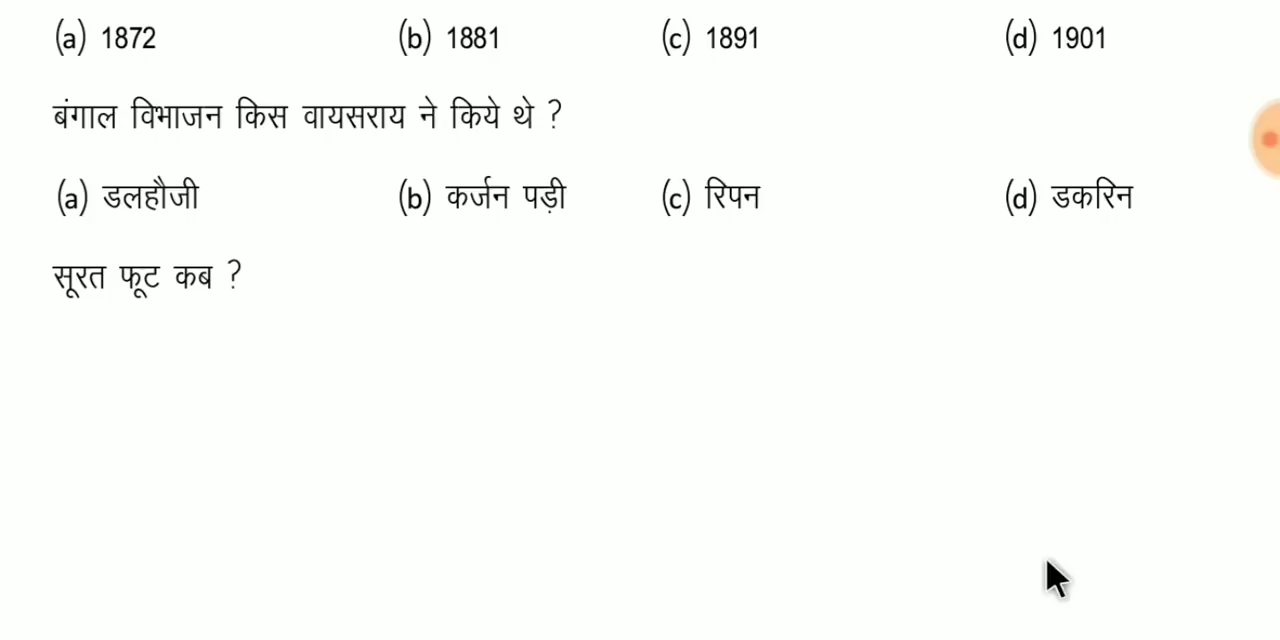 (a) 1872 (b) 1881 (c) 1891 (d) 1901
बंगाल विभाजन किस वायसराय ने किये थे ?
(a) डलहौजी (b) कर्जन पड़ी (c) रिपन (d) डकरिन
सूरत फूट कब ?